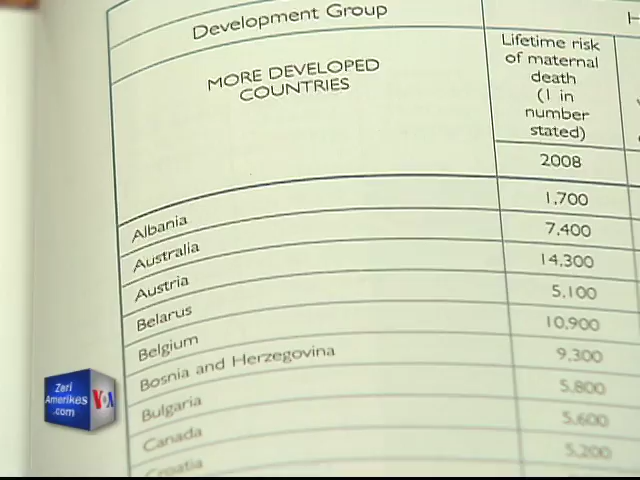 Development Group
H
MORE DEVELOPED
COUNTRIES
Lifetime risk
of maternal
death
(1 in
number
stated)
2008
Albania 1,700
Australia 7,400
Austria 14,300
Belarus 5,100
Belgium 10,900
Bosnia and Herzegovina 9,300
Bulgaria 5,800
Canada 5,600
Croatia 5,200
Zeri
Amerikes
.com
VOA